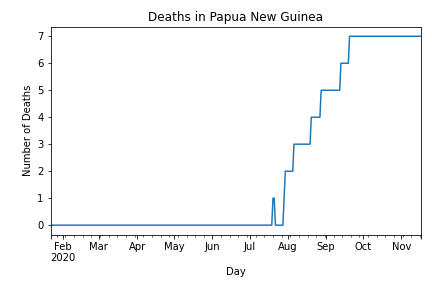 Deaths in Papua New Guinea
Number of Deaths
7
6
5
4
3
2
1
0
Feb Mar Apr May Jun Jul Aug Sep Oct Nov
2020
Day